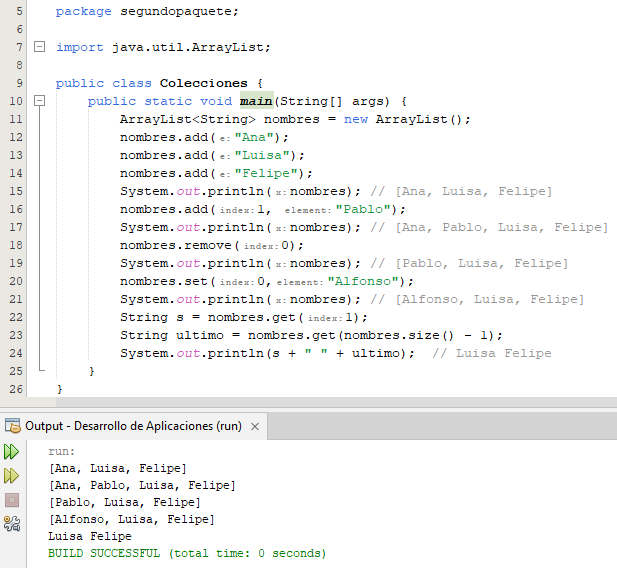 5 package segundopaquete;
6
7 import java.util.ArrayList;
8
9 public class Colecciones {
10 public static void main(String[] args) {
11 ArrayList<String> nombres = new ArrayList();
12 nombres.add( e: "Ana");
13 nombres.add( e: "Luisa");
14 nombres.add( e: "Felipe");
15 System.out.println( x: nombres); // [Ana, Luisa, Felipe]
16 nombres.add( index: 1, element: "Pablo");
17 System.out.println( x: nombres); // [Ana, Pablo, Luisa, Felipe]
18 nombres.remove( index: 0);
19 System.out.println( x: nombres); // [Pablo, Luisa, Felipe]
20 nombres.set( index: 0, element: "Alfonso");
21 System.out.println( x: nombres); // [Alfonso, Luisa, Felipe]
22 String s = nombres.get( index: 1);
23 String ultimo = nombres.get(nombres.size() - 1);
24 System.out.println(s + " " + ultimo); // Luisa Felipe
25 }
26 }
Output - Desarrollo de Aplicaciones (run) ×
run:
[Ana, Luisa, Felipe]
[Ana, Pablo, Luisa, Felipe]
[Pablo, Luisa, Felipe]
[Alfonso, Luisa, Felipe]
Luisa Felipe
BUILD SUCCESSFUL (total time: 0 seconds)